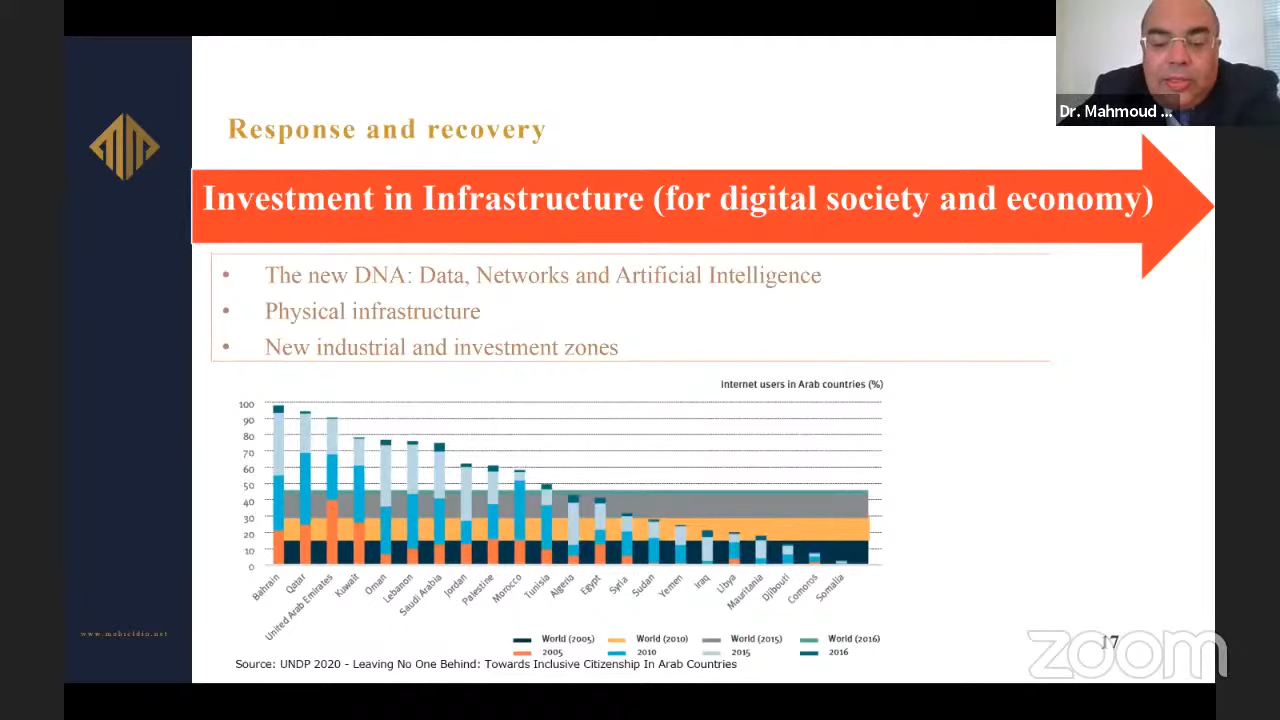 Dr. Mahmoud ...
Response and recovery
Investment in Infrastructure (for digital society and economy)
• The new DNA: Data, Networks and Artificial Intelligence
• Physical infrastructure
• New industrial and investment zones
Internet users in Arab countries (%)
100
90
80
70
60
50
40
30
20
10
0
Bahrain
Qatar
United Arab Emirates
Kuwait
Oman
Lebanon
Saudi Arabia
Jordan
Palestine
Morocco
Tunisia
Algeria
Egypt
Syria
Sudan
Yemen
Iraq
Libya
Mauritania
Djibouti
Comoros
Somalia
World (2005) World (2010) World (2015) World (2016)
2005 2010 2015 2016
Source: UNDP 2020 - Leaving No One Behind: Towards Inclusive Citizenship In Arab Countries
17
zoom